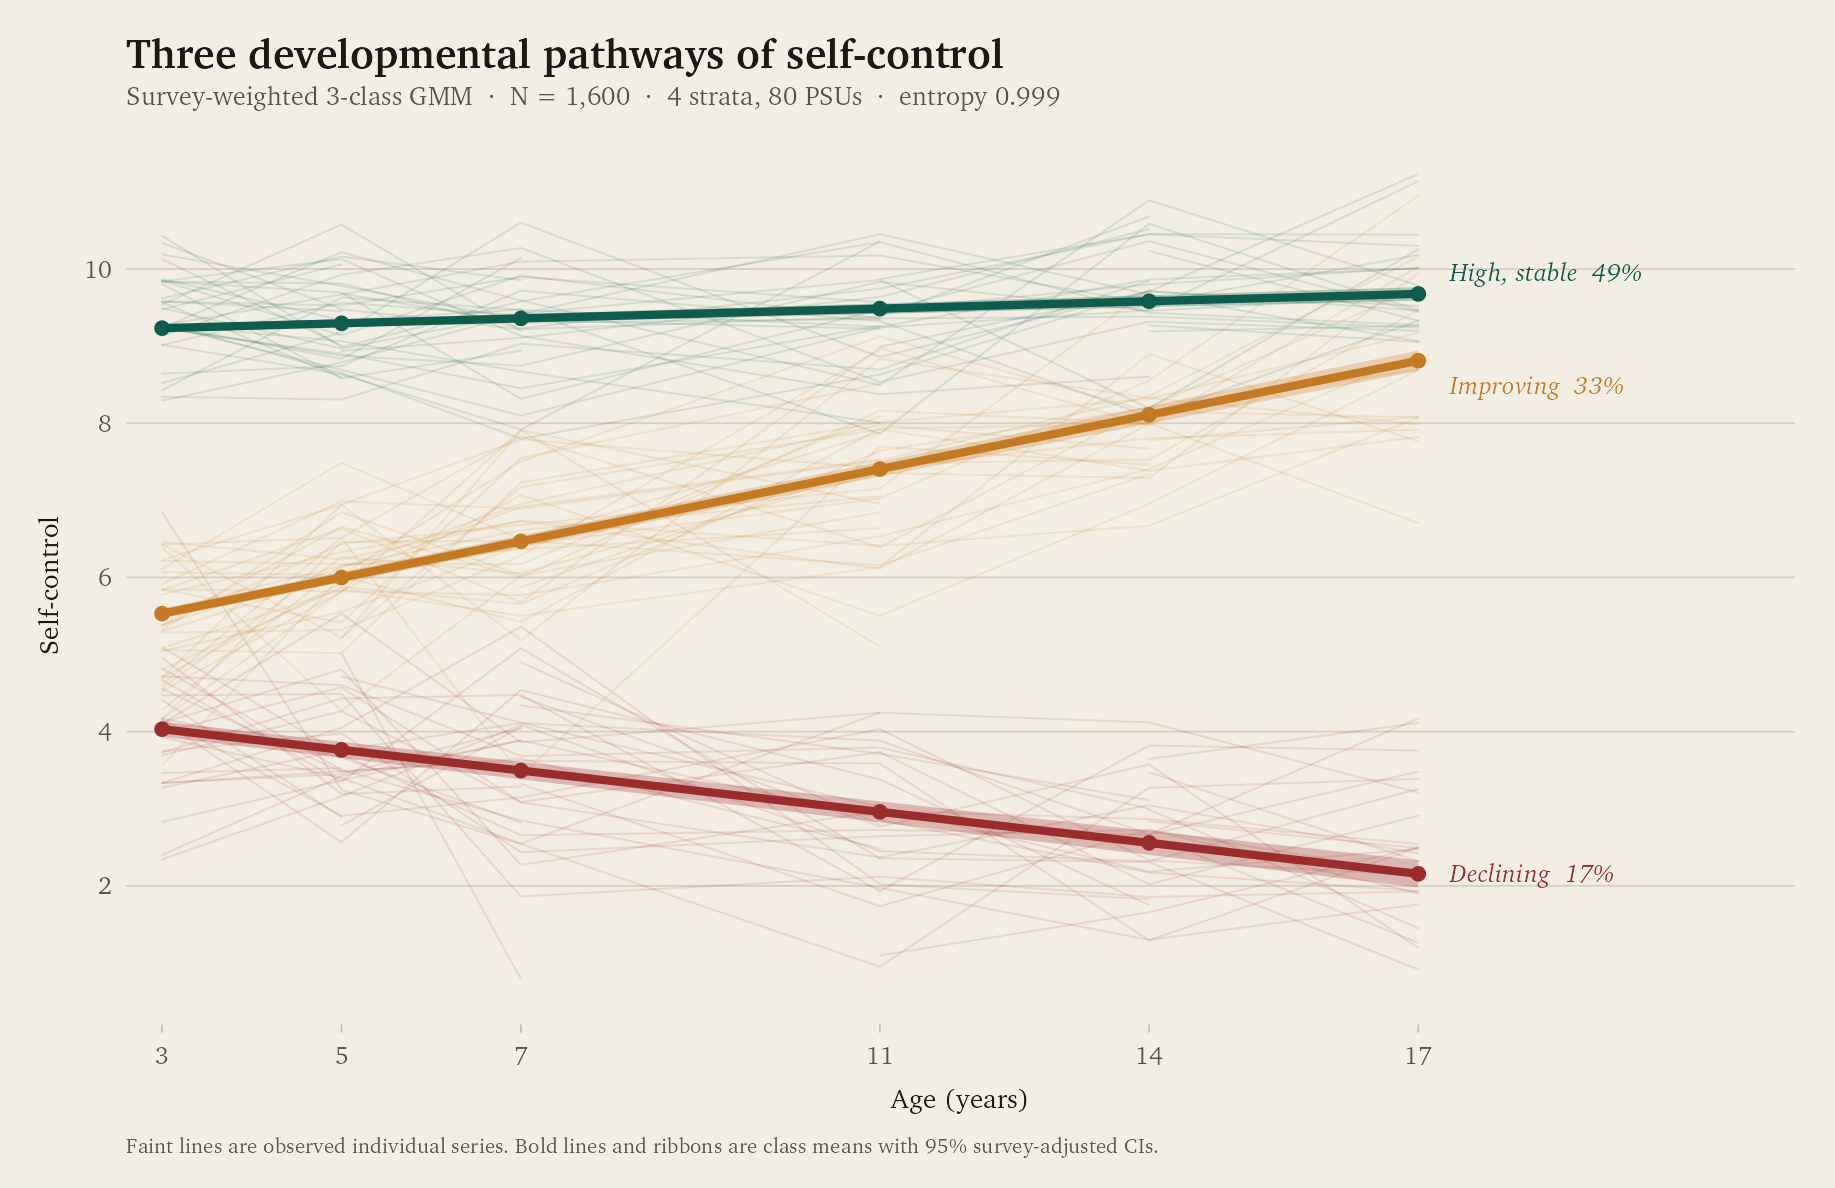 Three developmental pathways of self-control
Survey-weighted 3-class GMM · N = 1,600 · 4 strata, 80 PSUs · entropy 0.999
Self-control
10
8
6
4
2
High, stable 49%
Improving 33%
Declining 17%
3 5 7 11 14 17
Age (years)
Faint lines are observed individual series. Bold lines and ribbons are class means with 95% survey-adjusted CIs.